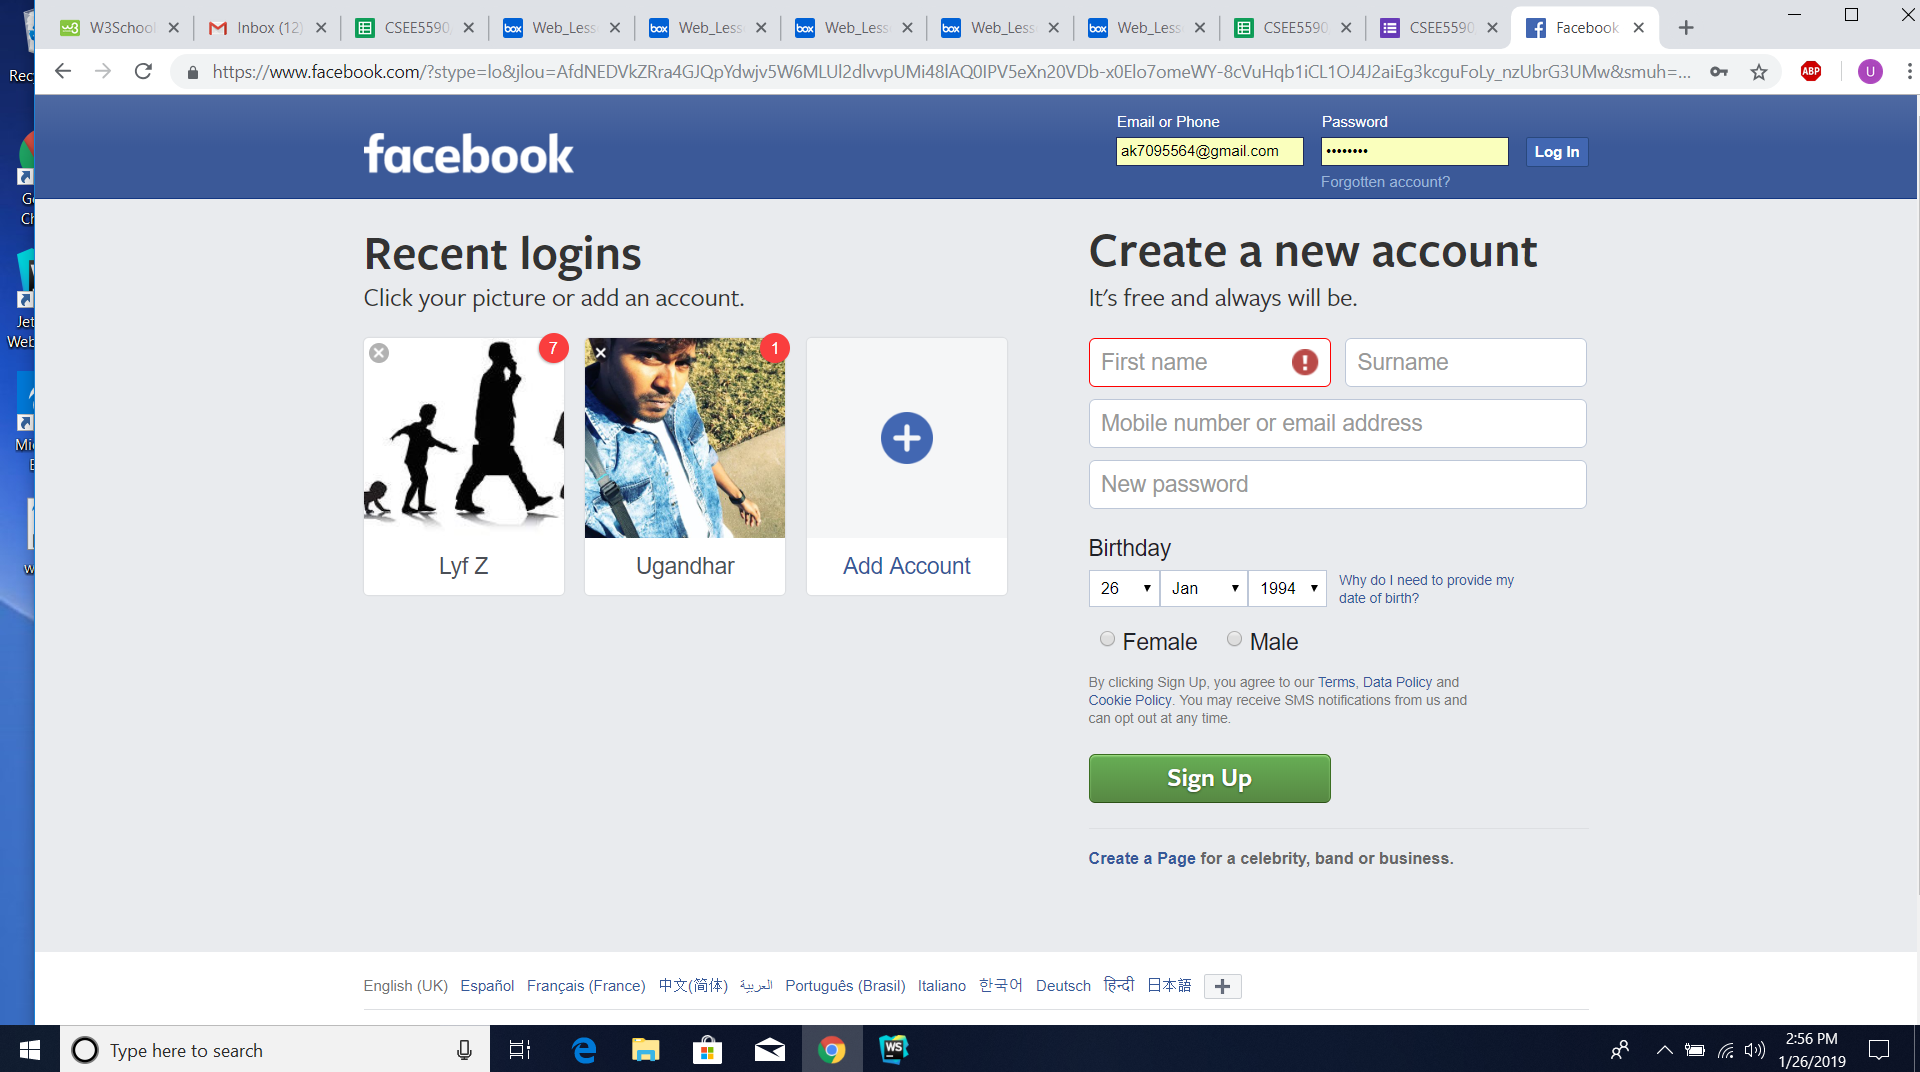 W3School
Inbox (12)
CSEE5590
box
Web_Less
box
Web_Less
box
Web_Less
box
Web_Less
box
Web_Less
CSEE5590
CSEE5590
Facebook
https://www.facebook.com/?stype=lo&jlou=AfdNEDVkZRra4GJQpYdwjv5W6MLUl2dlvvpUMi48lAQ0IPV5eXn20VDb-x0Elo7omeWY-8cVuHqb1iCL1OJ4J2aiEg3kcguFoLy_nzUbrG3UMw&smuh=...
ABP
U
facebook
Email or Phone
Password
ak7095564@gmail.com
••••••••
Log In
Forgotten account?
Recent logins
Click your picture or add an account.
7
Lyf Z
1
Ugandhar
Add Account
Create a new account
It's free and always will be.
First name
Surname
Mobile number or email address
New password
Birthday
26
Jan
1994
Why do I need to provide my
date of birth?
Female
Male
By clicking Sign Up, you agree to our Terms, Data Policy and
Cookie Policy. You may receive SMS notifications from us and
can opt out at any time.
Sign Up
Create a Page for a celebrity, band or business.
English (UK) Español Français (France) 中文(简体) العربية Português (Brasil) Italiano 한국어 Deutsch हिन्दी 日本語
Type here to search
WS
2:56 PM
1/26/2019